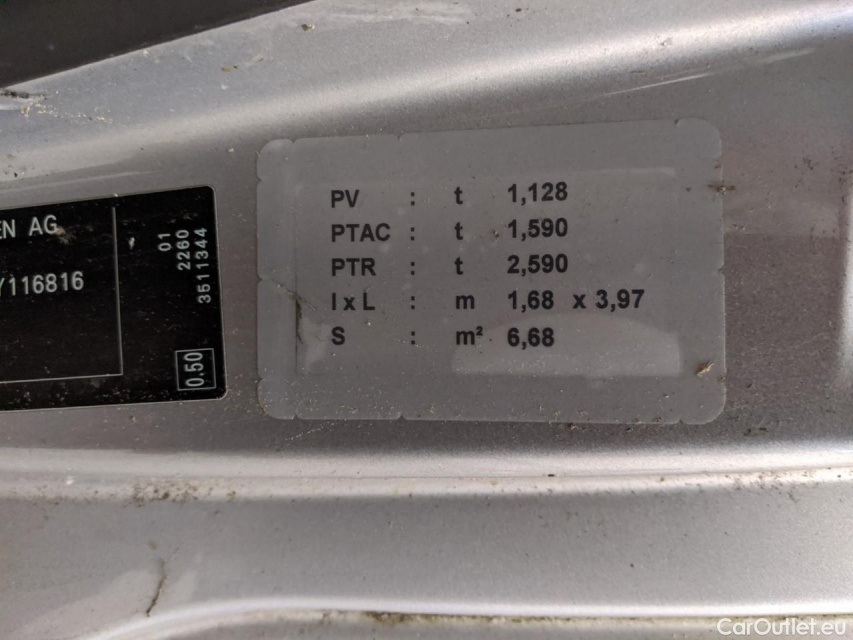 EN AG
Y116816
01
2260
3511344
0.50
PV : t 1,128
PTAC : t 1,590
PTR : t 2,590
l x L : m 1,68 x 3,97
S : m² 6,68
CarOutlet.eu